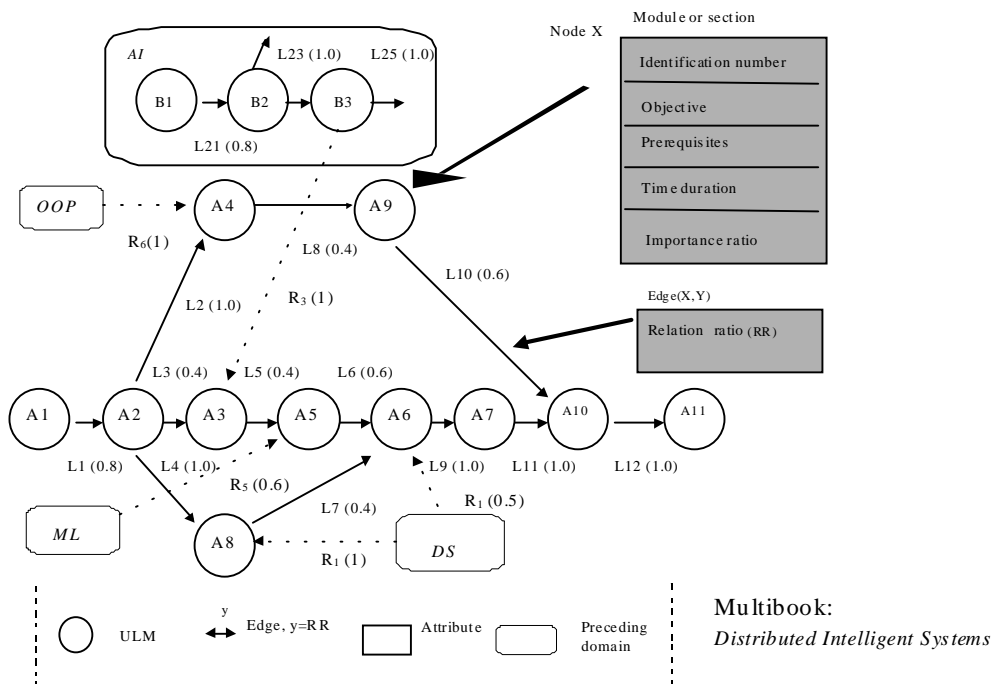 Module or section
Node X
AI
L23 (1.0)
L25 (1.0)
Identification number
B1
B2
B3
Objective
L21 (0.8)
Prerequisites
Time duration
OOP
A4
A9
R6(1)
L8 (0.4)
Importance ratio
L10 (0.6)
L2 (1.0)
R3 (1)
Edge(X,Y)
Relation ratio (RR)
L3 (0.4)
L5 (0.4)
L6 (0.6)
A1
A2
A3
A5
A6
A7
A10
A11
L1 (0.8)
L4 (1.0)
R5 (0.6)
L9 (1.0)
L11 (1.0)
L12 (1.0)
L7 (0.4)
R1 (0.5)
ML
A8
DS
R1 (1)
y
ULM
Edge, y=RR
Attribute
Preceding
domain
Multibook:
Distributed Intelligent Systems